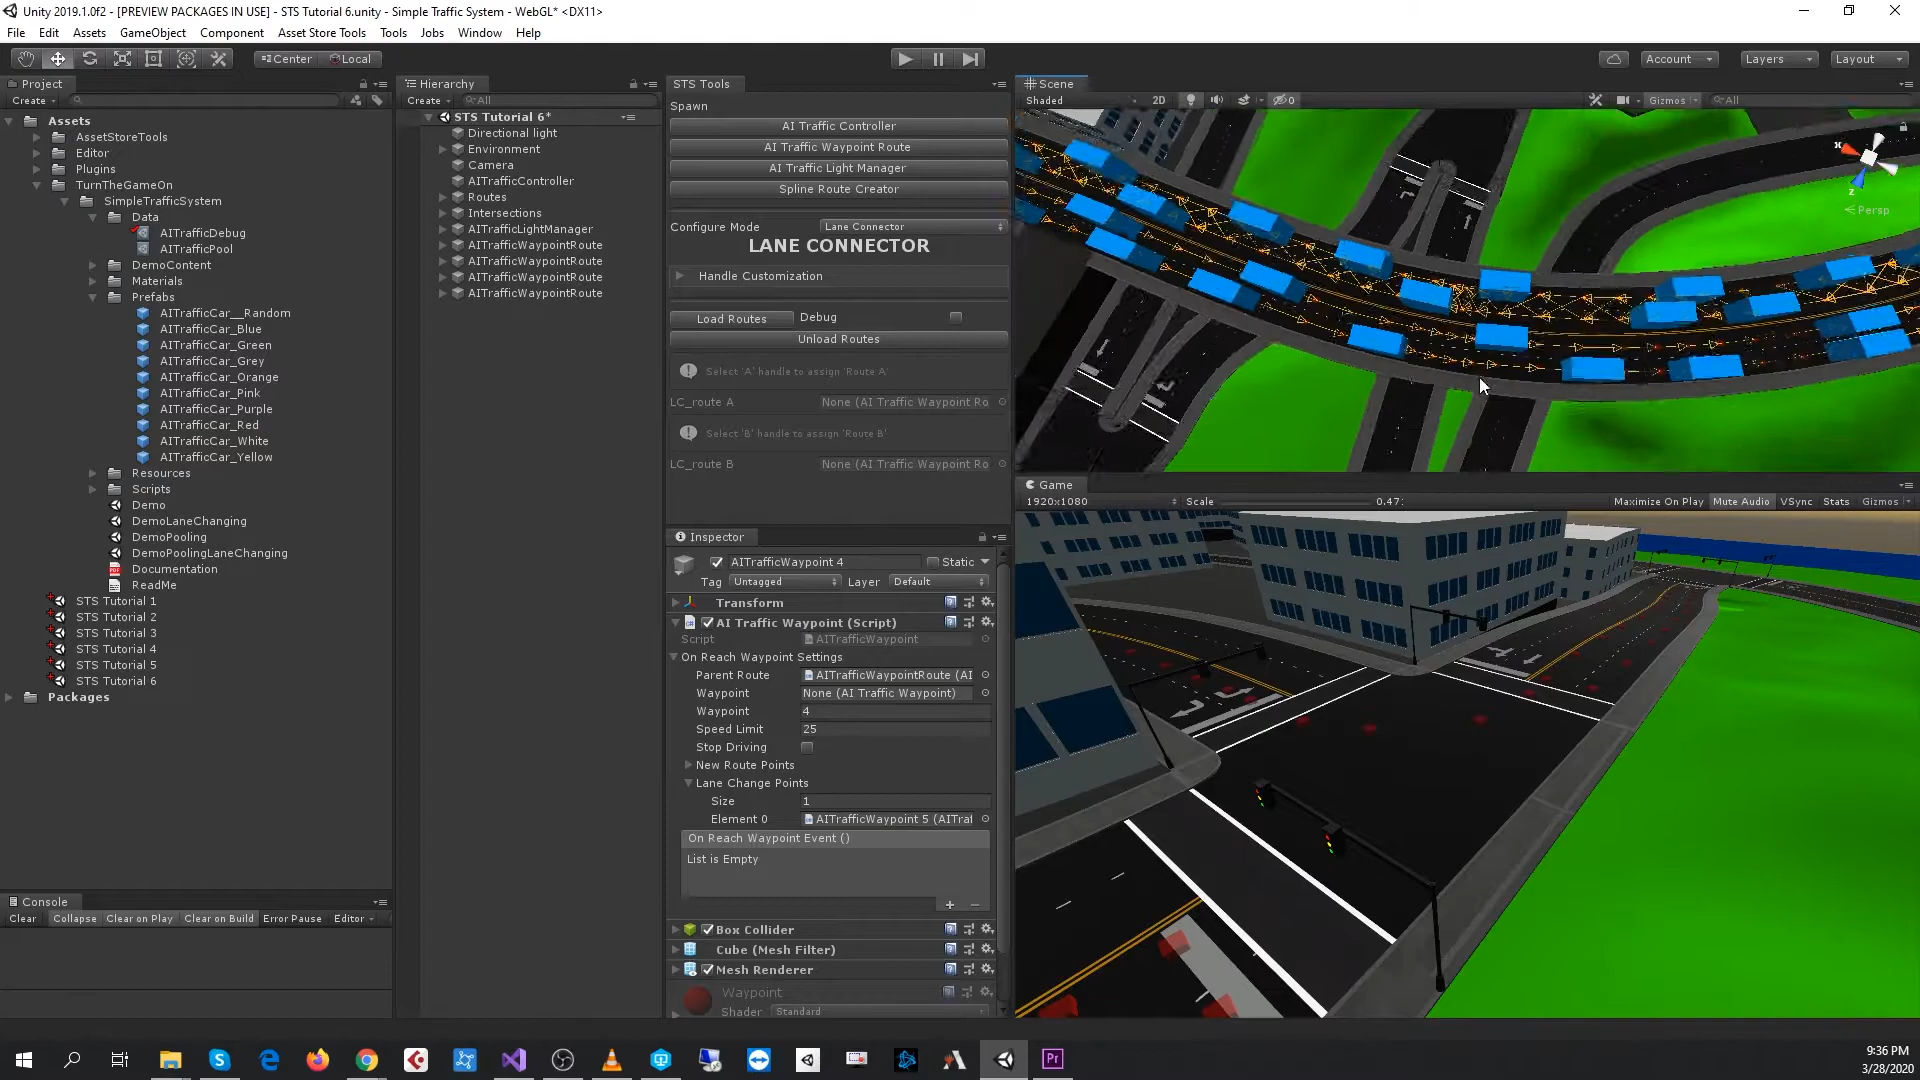 Unity 2019.1.0f2 - [PREVIEW PACKAGES IN USE] - STS Tutorial 6.unity - Simple Traffic System - WebGL* <DX11>
File Edit Assets GameObject Component Asset Store Tools Tools Jobs Window Help
Center Local
Account Layers Layout
Project
Create
Assets
AssetStoreTools
Editor
Plugins
TurnTheGameOn
SimpleTrafficSystem
Data
AITrafficDebug
AITrafficPool
DemoContent
Materials
Prefabs
AITrafficCar__Random
AITrafficCar_Blue
AITrafficCar_Green
AITrafficCar_Grey
AITrafficCar_Orange
AITrafficCar_Pink
AITrafficCar_Purple
AITrafficCar_Red
AITrafficCar_White
AITrafficCar_Yellow
Resources
Scripts
Demo
DemoLaneChanging
DemoPooling
DemoPoolingLaneChanging
Documentation
ReadMe
STS Tutorial 1
STS Tutorial 2
STS Tutorial 3
STS Tutorial 4
STS Tutorial 5
STS Tutorial 6
Packages
Console
Clear Collapse Clear on Play Clear on Build Error Pause Editor
Hierarchy
Create All
STS Tutorial 6*
Directional light
Environment
Camera
AITrafficController
Routes
Intersections
AITrafficLightManager
AITrafficWaypointRoute
AITrafficWaypointRoute
AITrafficWaypointRoute
AITrafficWaypointRoute
STS Tools
Spawn
AI Traffic Controller
AI Traffic Waypoint Route
AI Traffic Light Manager
Spline Route Creator
Configure Mode Lane Connector
LANE CONNECTOR
Handle Customization
Load Routes Debug
Unload Routes
Select 'A' handle to assign 'Route A'
LC_route A None (AI Traffic Waypoint Ro
Select 'B' handle to assign 'Route B'
LC_route B None (AI Traffic Waypoint Ro
Inspector
AITrafficWaypoint 4 Static
Tag Untagged Layer Default
Transform
AI Traffic Waypoint (Script)
Script AITrafficWaypoint
On Reach Waypoint Settings
Parent Route AITrafficWaypointRoute (AI
Waypoint None (AI Traffic Waypoint)
Waypoint 4
Speed Limit 25
Stop Driving
New Route Points
Lane Change Points
Size 1
Element 0 AITrafficWaypoint 5 (AITraf
On Reach Waypoint Event ()
List is Empty
Box Collider
Cube (Mesh Filter)
Mesh Renderer
Waypoint
Shader Standard
Scene
Shaded 2D 0 Gizmos All
x
z
Persp
Game
1920x1080 Scale 0.47: Maximize On Play Mute Audio VSync Stats Gizmos
Pr
9:36 PM
3/28/2020